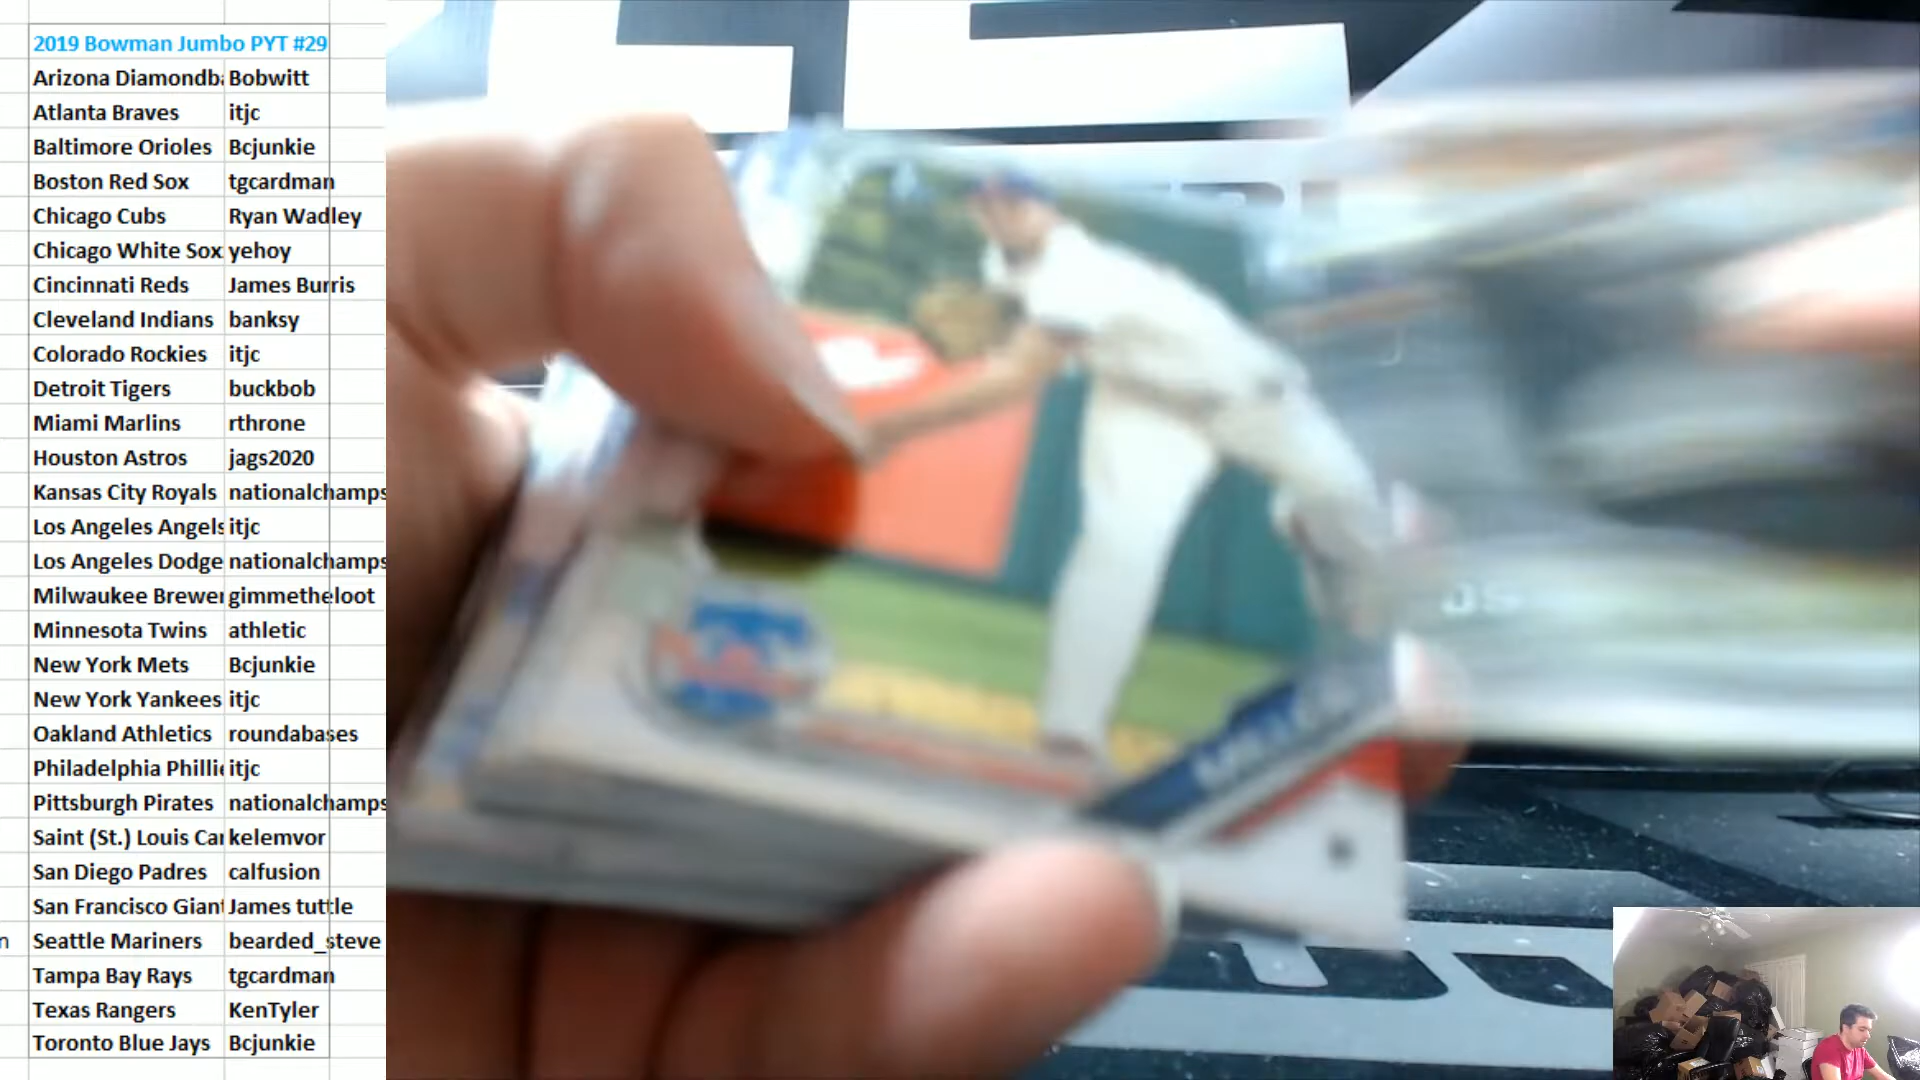 2019 Bowman Jumbo PYT #29
Arizona Diamondba Bobwitt
Atlanta Braves itjc
Baltimore Orioles Bcjunkie
Boston Red Sox tgcardman
Chicago Cubs Ryan Wadley
Chicago White Sox yehoy
Cincinnati Reds James Burris
Cleveland Indians banksy
Colorado Rockies itjc
Detroit Tigers buckbob
Miami Marlins rthrone
Houston Astros jags2020
Kansas City Royals nationalchamps
Los Angeles Angels itjc
Los Angeles Dodge nationalchamps
Milwaukee Brewer gimmetheloot
Minnesota Twins athletic
New York Mets Bcjunkie
New York Yankees itjc
Oakland Athletics roundabases
Philadelphia Phillie itjc
Pittsburgh Pirates nationalchamps
Saint (St.) Louis Car kelemvor
San Diego Padres calfusion
San Francisco Giant James tuttle
n Seattle Mariners bearded_steve
Tampa Bay Rays tgcardman
Texas Rangers KenTyler
Toronto Blue Jays Bcjunkie